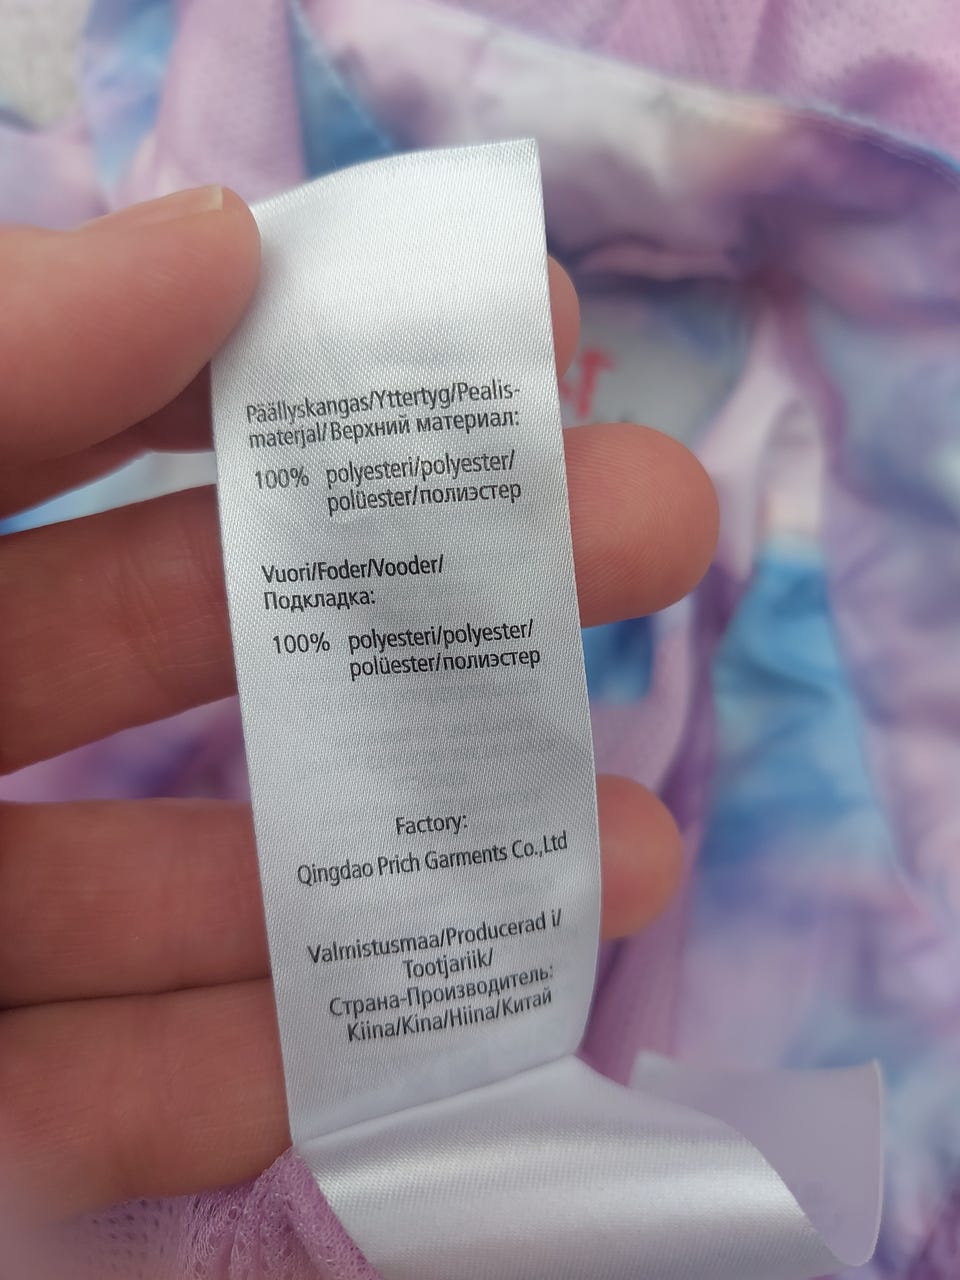 Päällyskangas/Yttertyg/Pealis-
materjal/Верхний материал:
100% polyesteri/polyester/
polüester/полиэстер
Vuori/Foder/Vooder/
Подкладка:
100% polyesteri/polyester/
polüester/полиэстер
Factory:
Qingdao Prich Garments Co.,Ltd
Valmistusmaa/Producerad i/
Tootjariik/
Страна-Производитель:
Kiina/Kina/Hiina/Китай